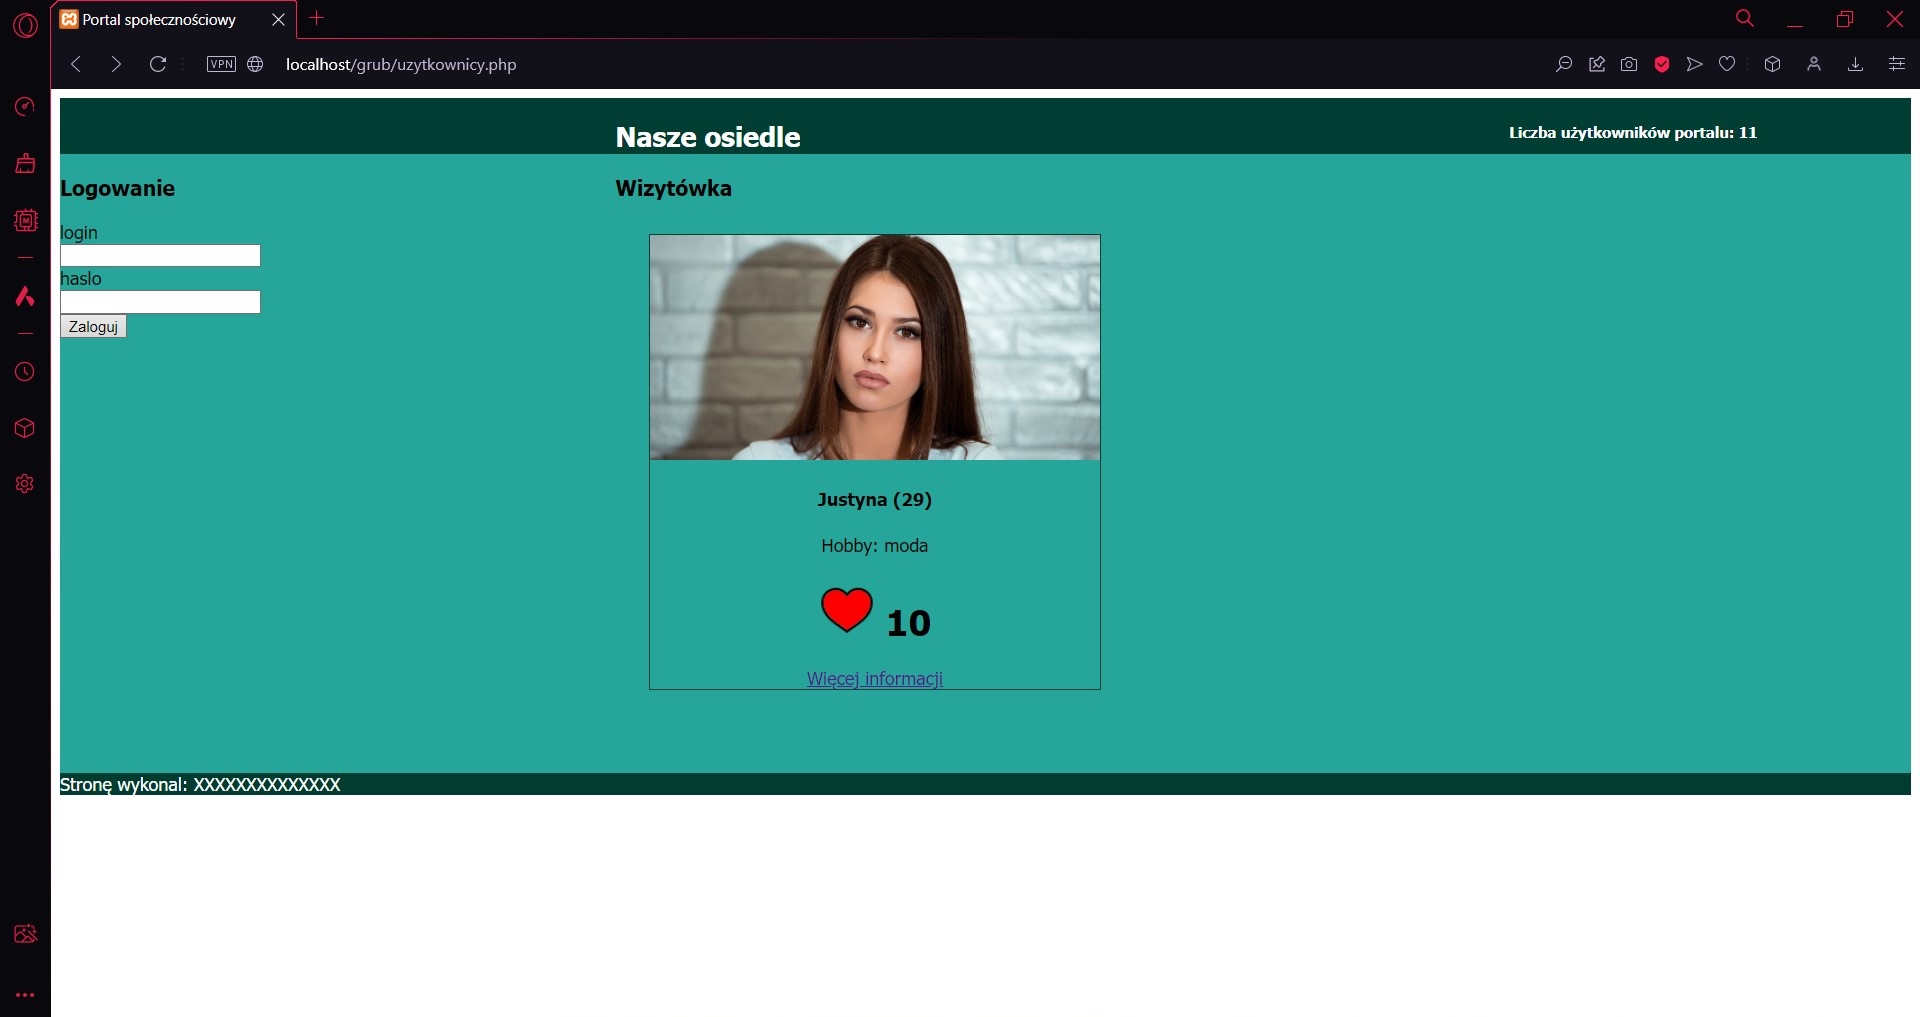 Portal społecznościowy
VPN
localhost/grub/uzytkownicy.php
Nasze osiedle
Liczba użytkowników portalu: 11
Logowanie
login
haslo
Zaloguj
Wizytówka
Justyna (29)
Hobby: moda
10
Więcej informacji
Stronę wykonal: XXXXXXXXXXXXXX